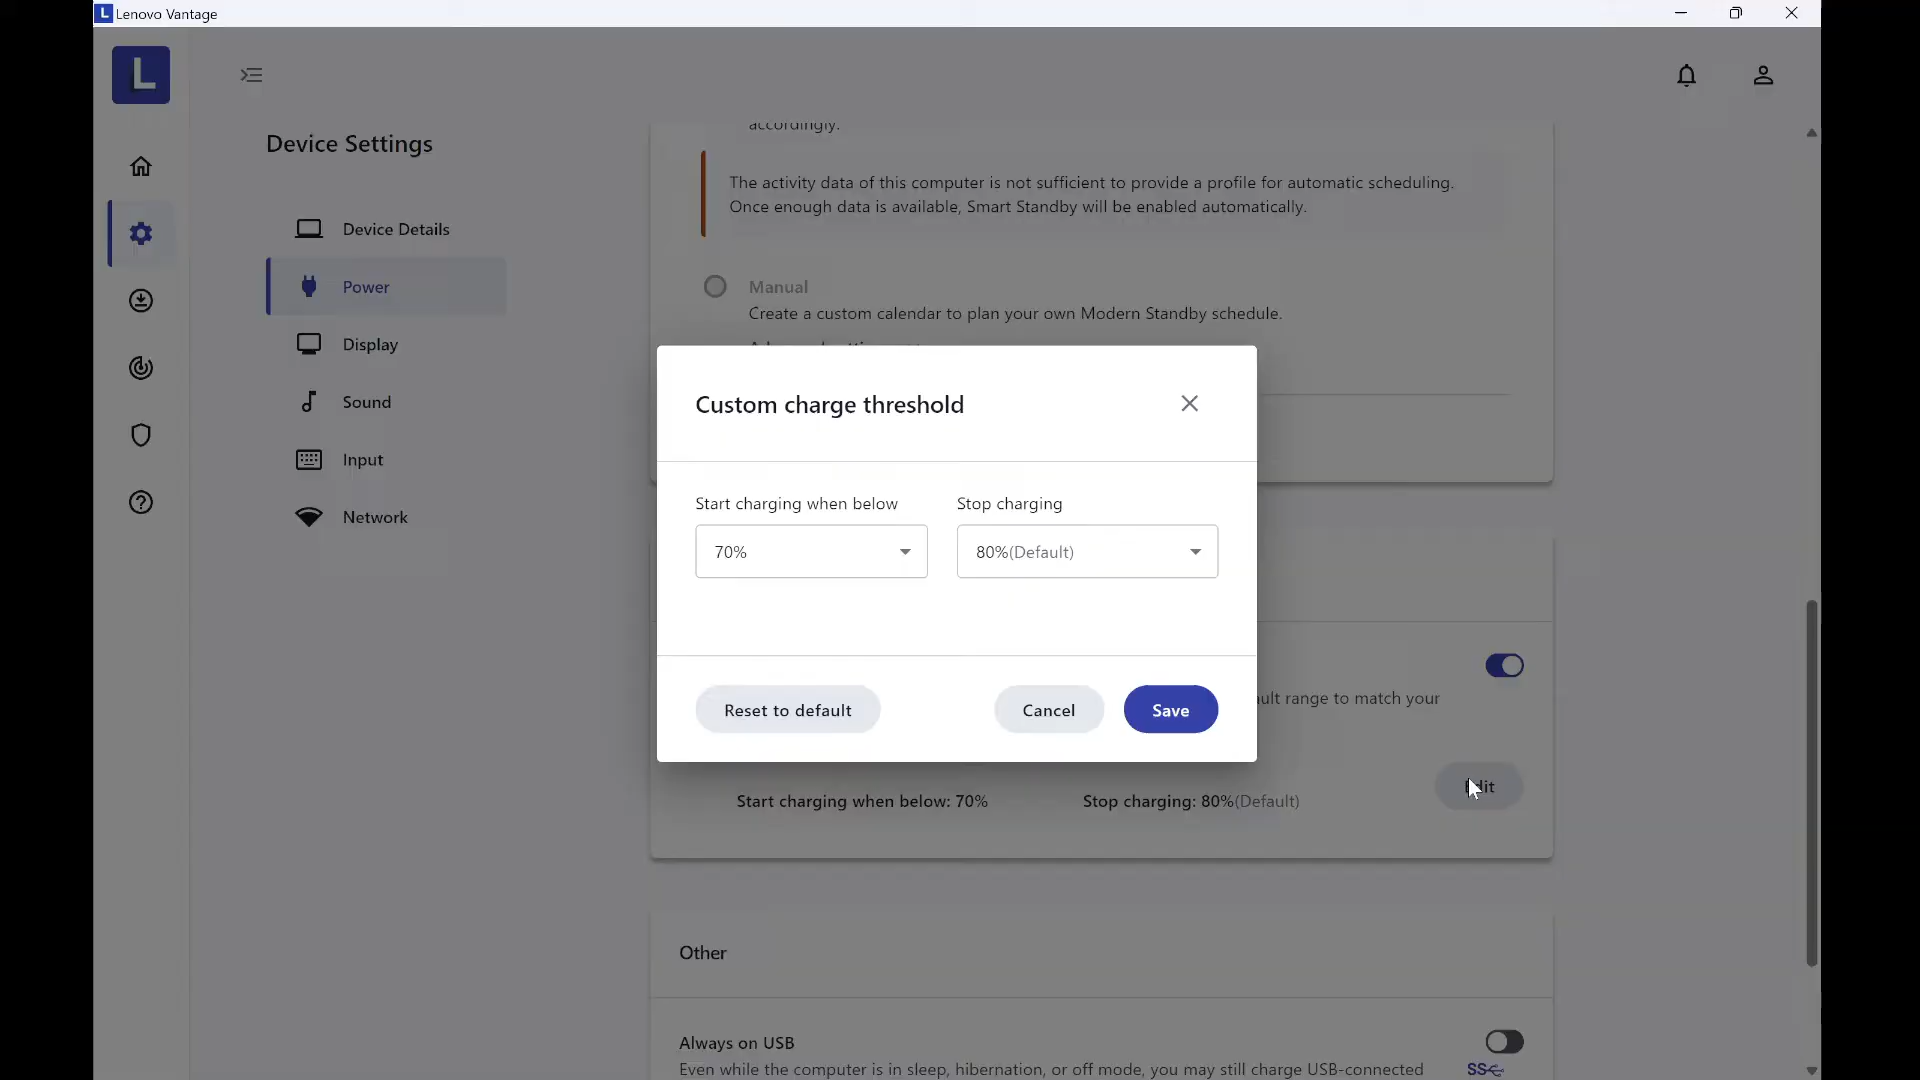 L Lenovo Vantage
L
Device Settings
Device Details
Power
Display
Sound
Input
Network
accordingly.
The activity data of this computer is not sufficient to provide a profile for automatic scheduling.
Once enough data is available, Smart Standby will be enabled automatically.
Manual
Create a custom calendar to plan your own Modern Standby schedule.
Custom charge threshold
Start charging when below
Stop charging
70%
80%(Default)
Reset to default
Cancel
Save
ult range to match your
Start charging when below: 70%
Stop charging: 80%(Default)
Edit
Other
Always on USB
Even while the computer is in sleep, hibernation, or off mode, you may still charge USB-connected
SS